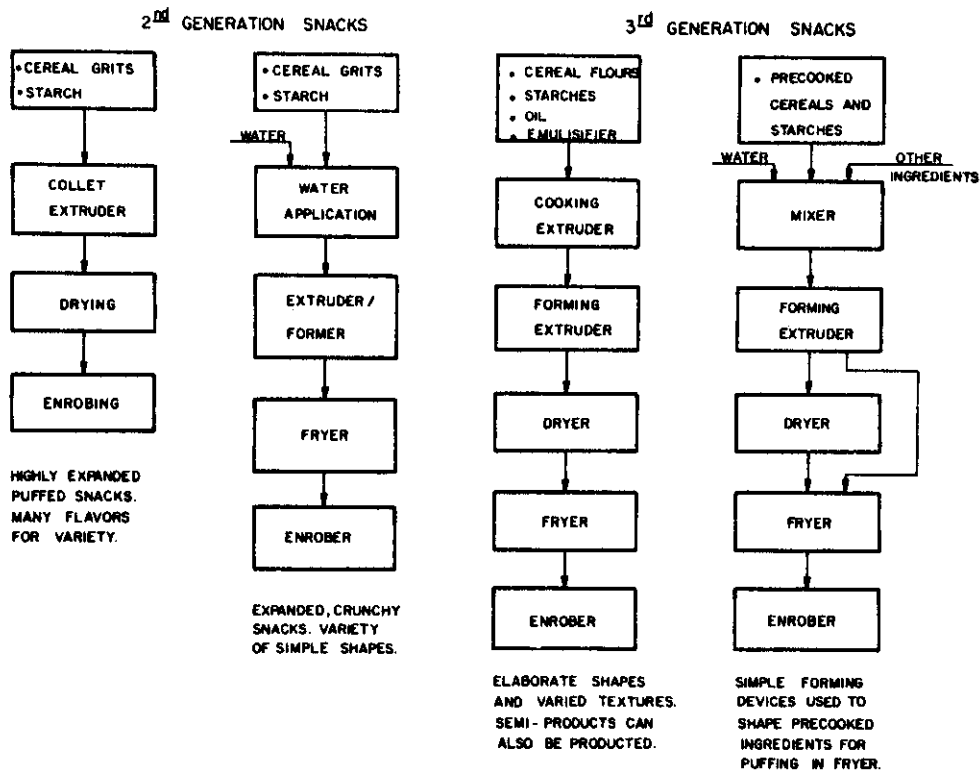 2nd GENERATION SNACKS
• CEREAL GRITS
• STARCH
COLLET
EXTRUDER
DRYING
ENROBING
HIGHLY EXPANDED
PUFFED SNACKS.
MANY FLAVORS
FOR VARIETY.
• CEREAL GRITS
• STARCH
WATER
WATER
APPLICATION
EXTRUDER/
FORMER
FRYER
ENROBER
EXPANDED, CRUNCHY
SNACKS. VARIETY
OF SIMPLE SHAPES.
3rd GENERATION SNACKS
• CEREAL FLOURS
• STARCHES
• OIL
• EMULISIFIER
COOKING
EXTRUDER
FORMING
EXTRUDER
DRYER
FRYER
ENROBER
ELABORATE SHAPES
AND VARIED TEXTURES.
SEMI-PRODUCTS CAN
ALSO BE PRODUCTED.
• PRECOOKED
CEREALS AND
STARCHES
WATER
OTHER
INGREDIENTS
MIXER
FORMING
EXTRUDER
DRYER
FRYER
ENROBER
SIMPLE FORMING
DEVICES USED TO
SHAPE PRECOOKED
INGREDIENTS FOR
PUFFING IN FRYER.